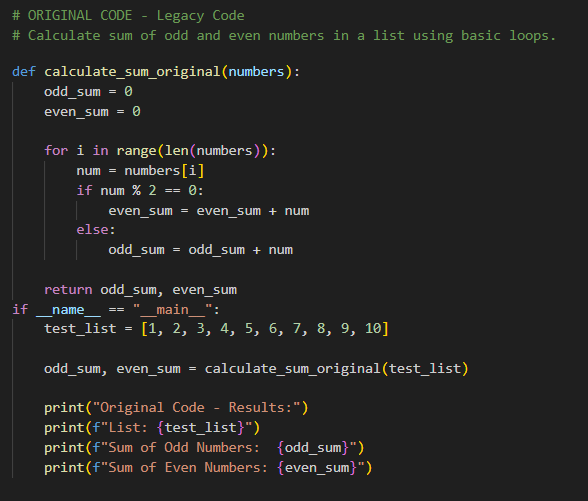 # ORIGINAL CODE - Legacy Code
# Calculate sum of odd and even numbers in a list using basic loops.

def calculate_sum_original(numbers):
    odd_sum = 0
    even_sum = 0

    for i in range(len(numbers)):
        num = numbers[i]
        if num % 2 == 0:
            even_sum = even_sum + num
        else:
            odd_sum = odd_sum + num

    return odd_sum, even_sum
if __name__ == "__main__":
    test_list = [1, 2, 3, 4, 5, 6, 7, 8, 9, 10]

    odd_sum, even_sum = calculate_sum_original(test_list)

    print("Original Code - Results:")
    print(f"List: {test_list}")
    print(f"Sum of Odd Numbers:  {odd_sum}")
    print(f"Sum of Even Numbers: {even_sum}")